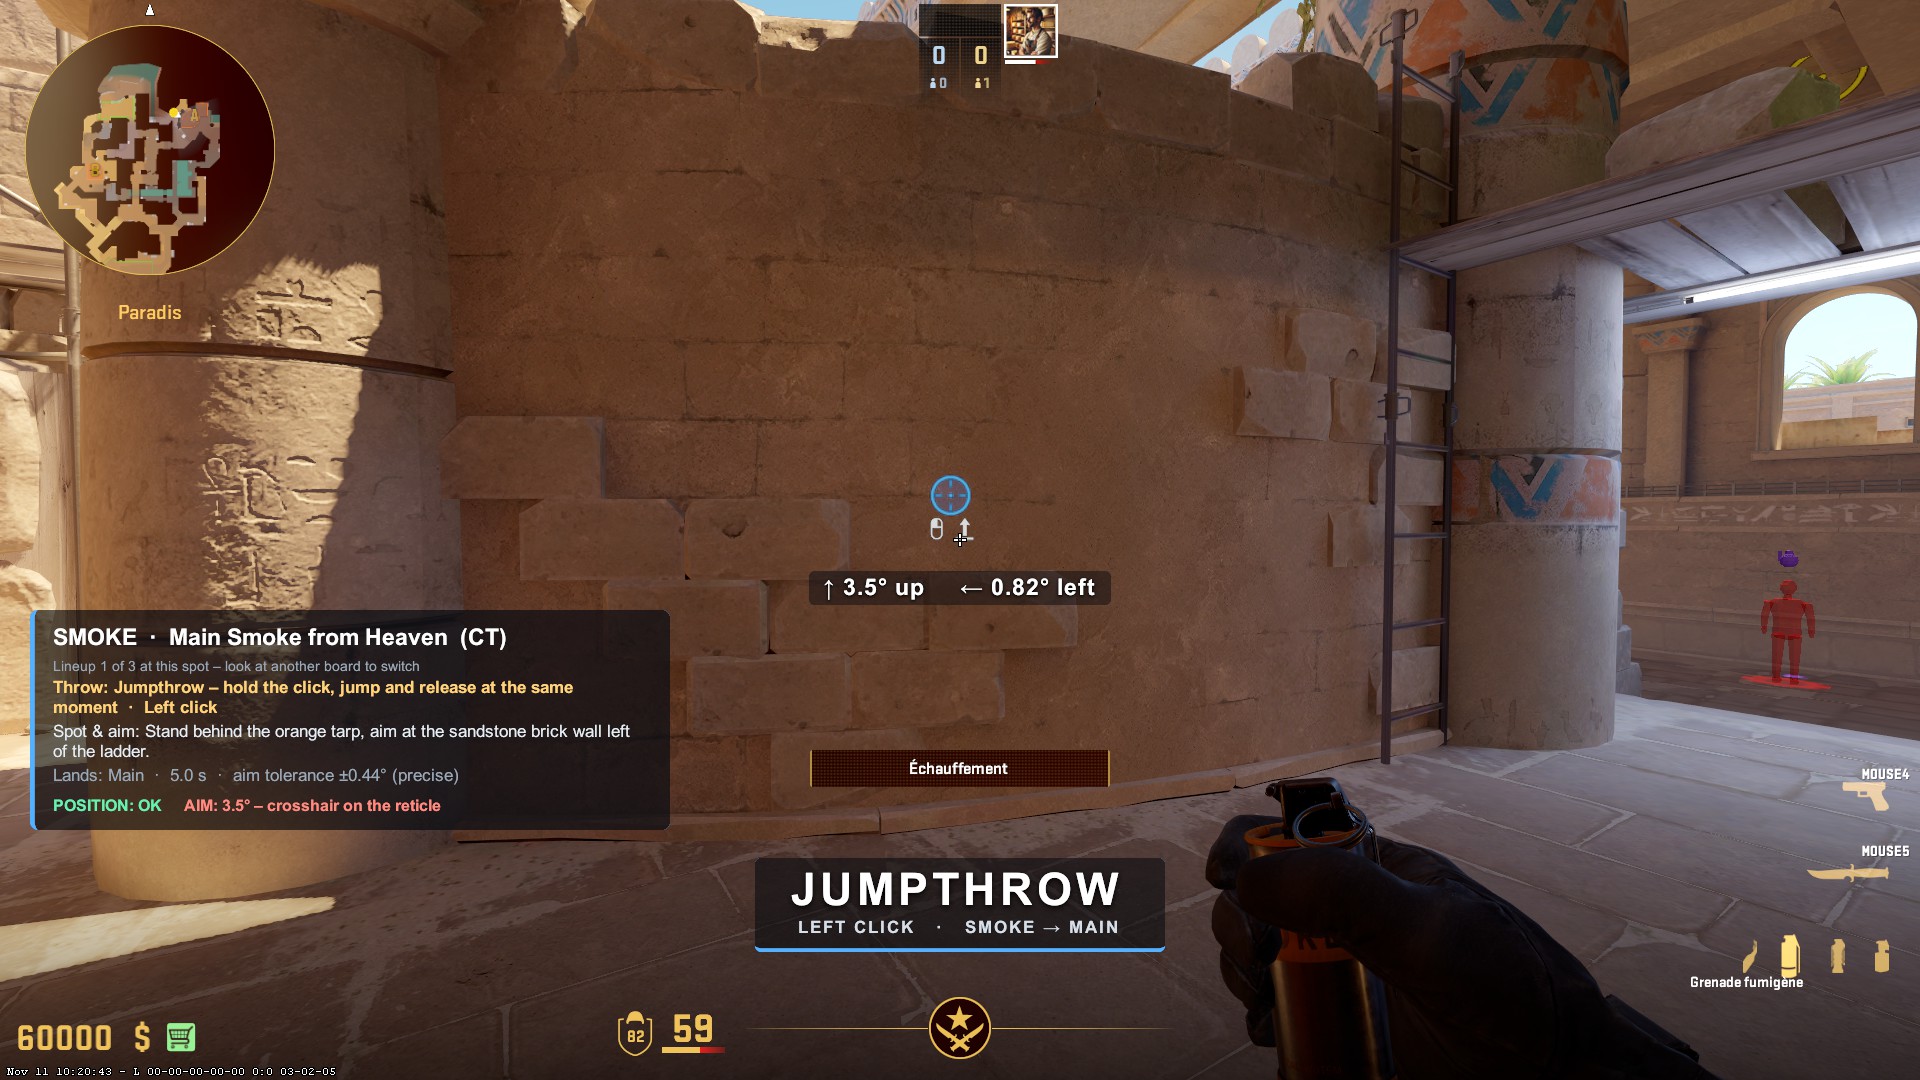 0 0
0 1
A
B
Paradis
↑ 3.5° up ← 0.82° left
SMOKE · Main Smoke from Heaven (CT)
Lineup 1 of 3 at this spot – look at another board to switch
Throw: Jumpthrow – hold the click, jump and release at the same
moment · Left click
Spot & aim: Stand behind the orange tarp, aim at the sandstone brick wall left
of the ladder.
Lands: Main · 5.0 s · aim tolerance ±0.44° (precise)
POSITION: OK AIM: 3.5° – crosshair on the reticle
Échauffement
MOUSE4
MOUSE5
JUMPTHROW
LEFT CLICK · SMOKE → MAIN
Grenade fumigène
60000 $
82 59
Nov 11 10:20:43 - L 00-00-00-00-00 0:0 03-02-05